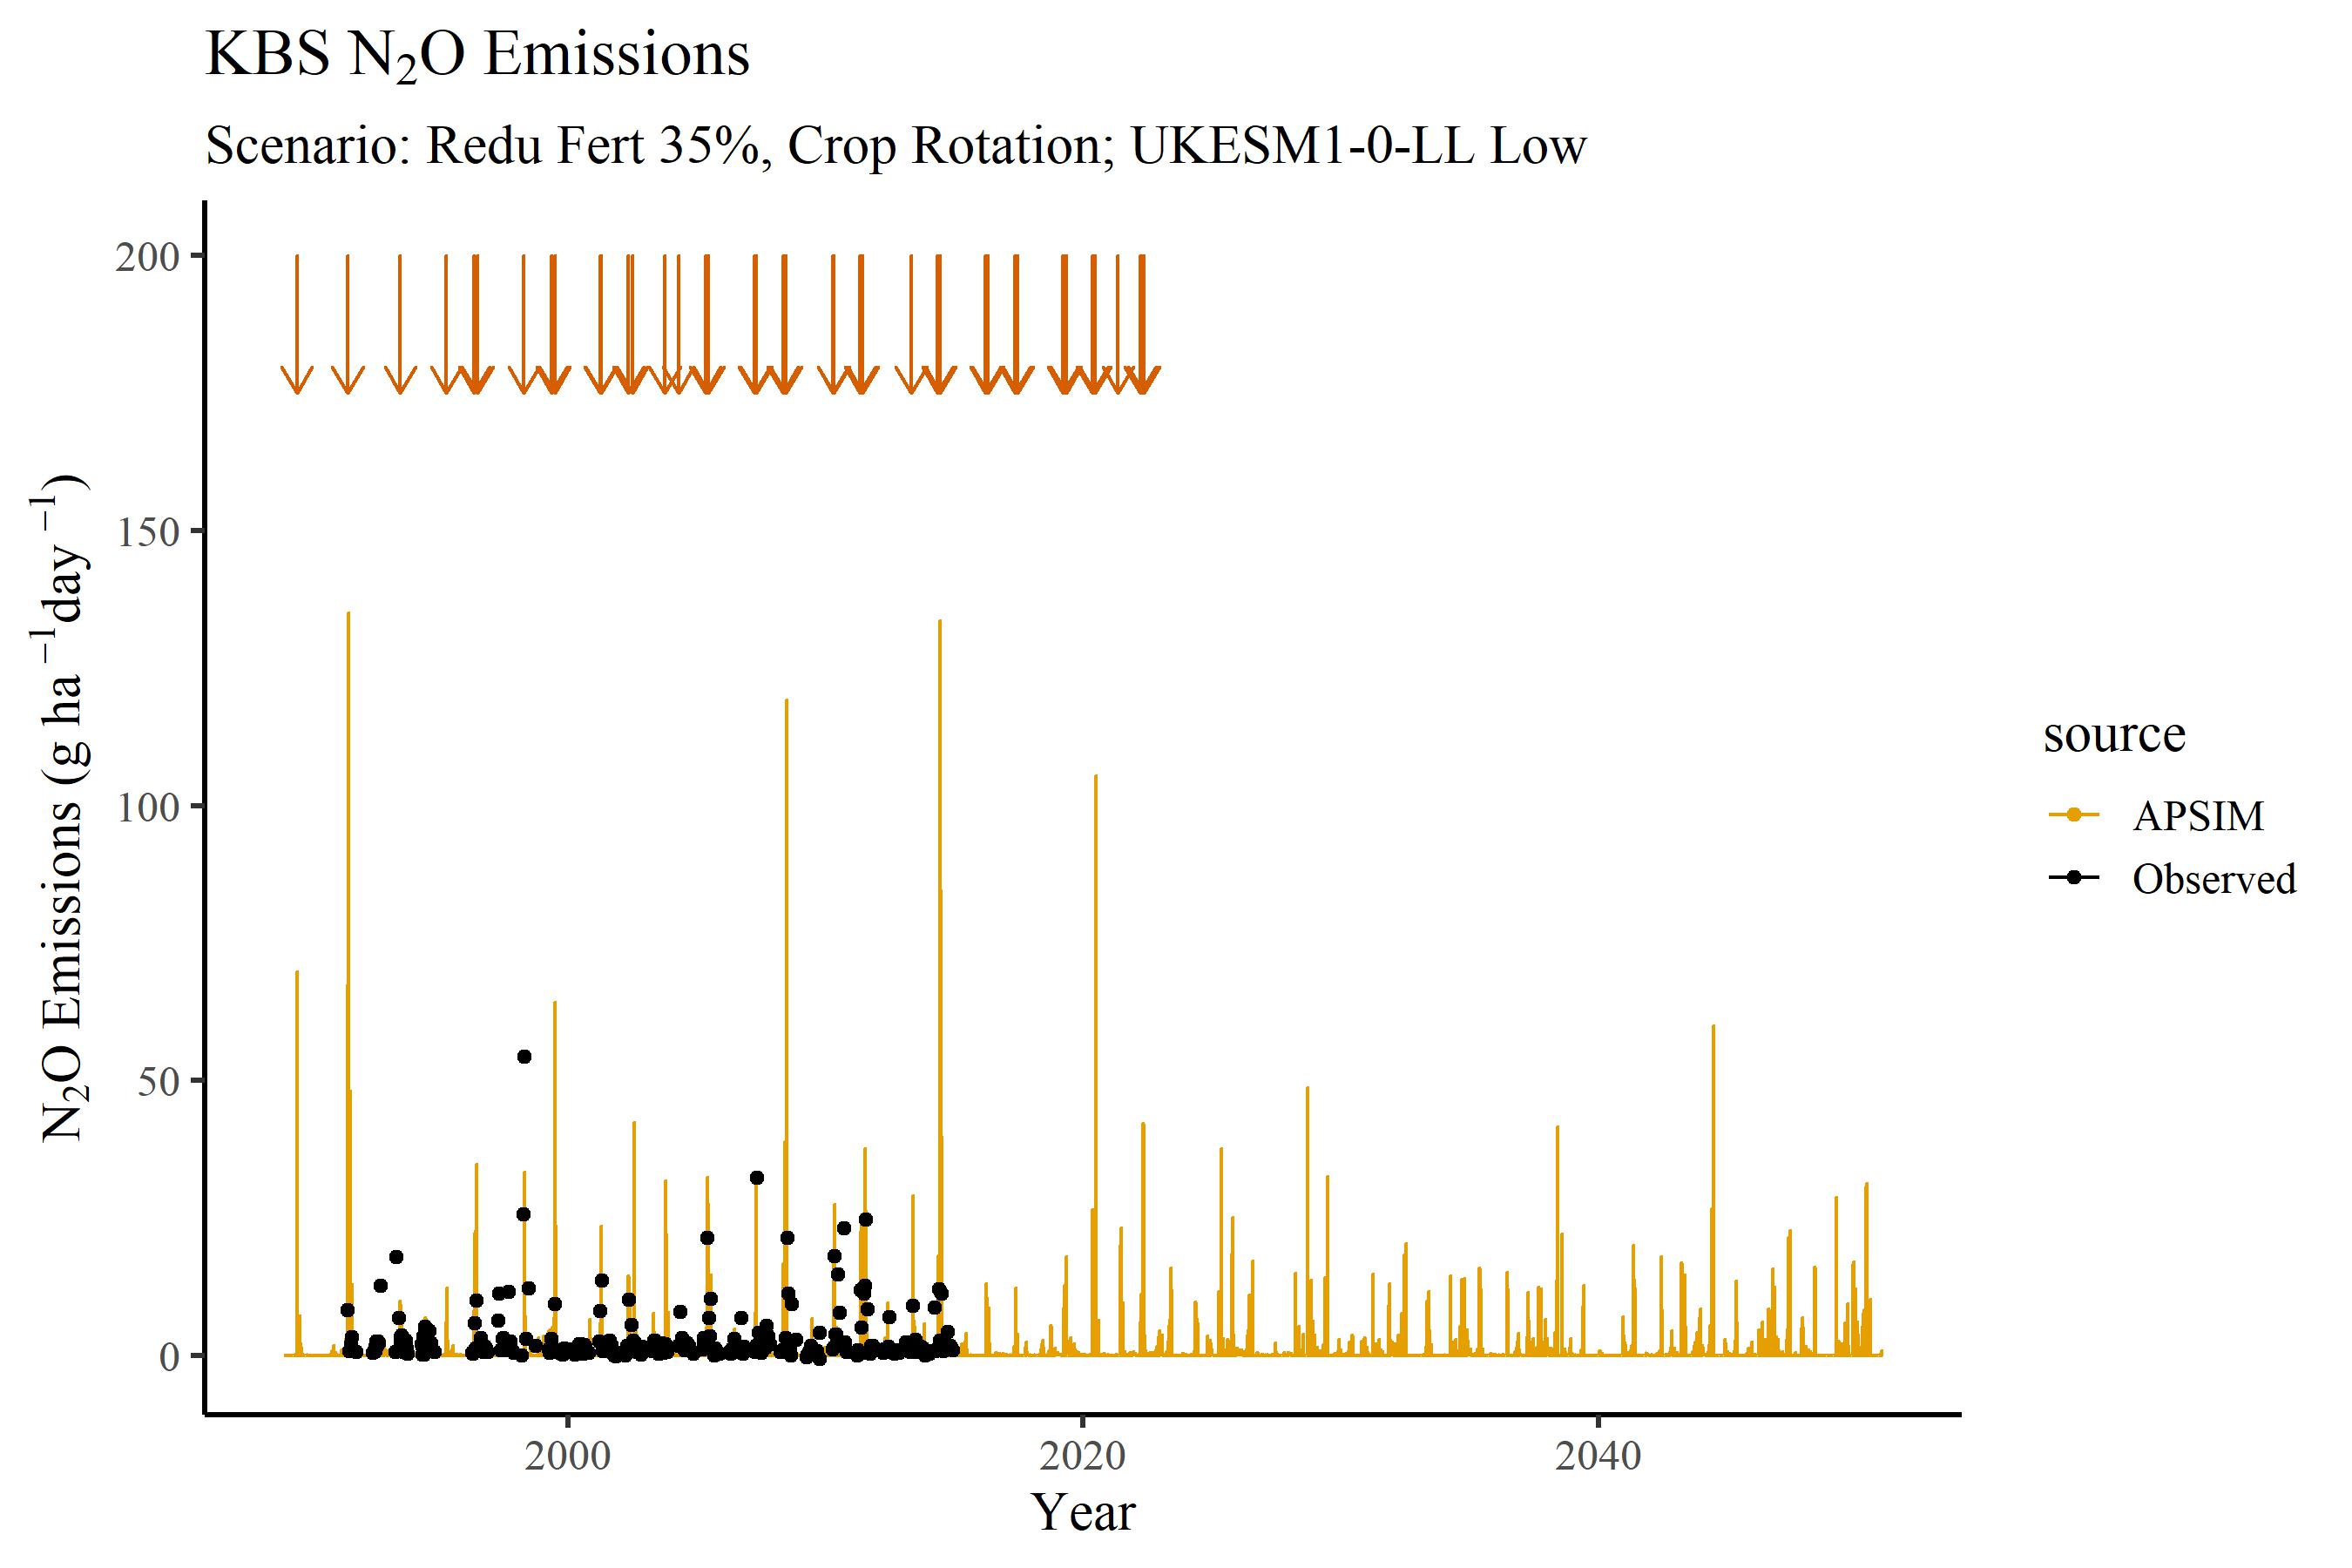 KBS N₂O Emissions
Scenario: Redu Fert 35%, Crop Rotation; UKESM1-0-LL Low
N₂O Emissions (g ha ⁻¹day ⁻¹)
200
150
100
50
0
2000 2020 2040
Year
source
APSIM
Observed